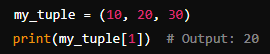 my_tuple = (10, 20, 30)
print(my_tuple[1])  # Output: 20